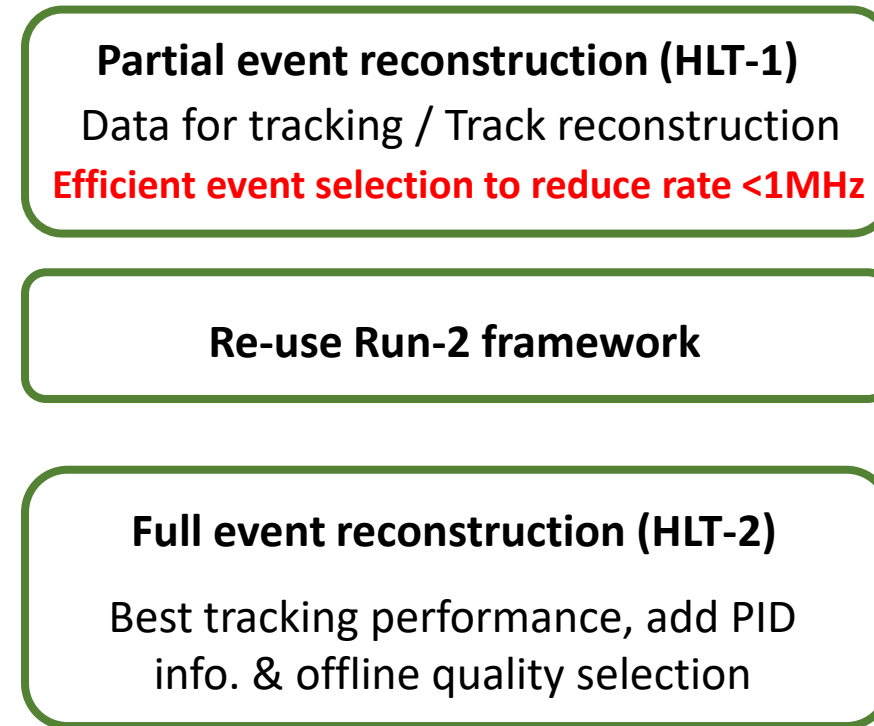 Partial event reconstruction (HLT-1)
Data for tracking / Track reconstruction
Efficient event selection to reduce rate <1MHz
Re-use Run-2 framework
Full event reconstruction (HLT-2)
Best tracking performance, add PID
info. & offline quality selection